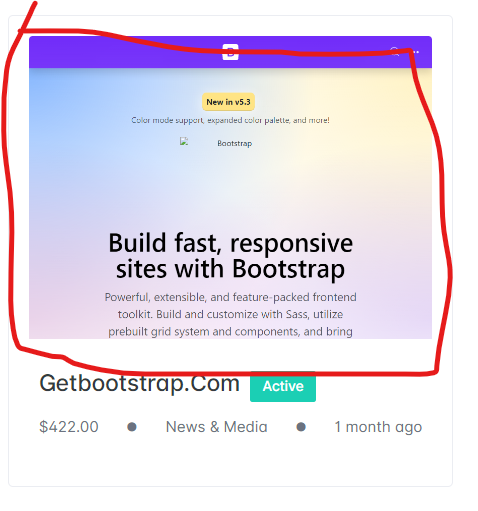 B
New in v5.3
Color mode support, expanded color palette, and more!
Bootstrap
Build fast, responsive
sites with Bootstrap
Powerful, extensible, and feature-packed frontend
toolkit. Build and customize with Sass, utilize
prebuilt grid system and components, and bring
Getbootstrap.Com Active
$422.00 ● News & Media ● 1 month ago